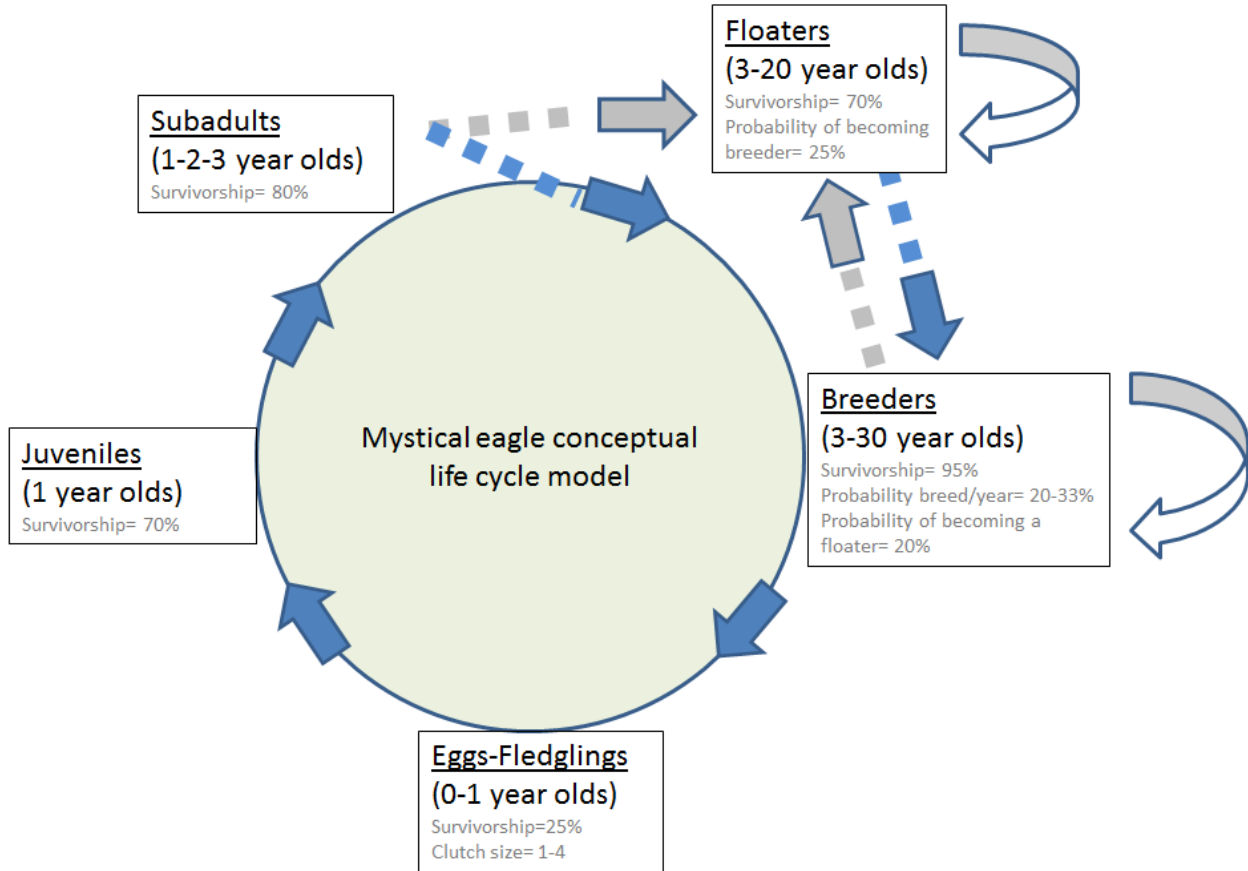 Floaters
(3-20 year olds)
Survivorship= 70%
Probability of becoming
breeder= 25%
Subadults
(1-2-3 year olds)
Survivorship= 80%
Mystical eagle conceptual
life cycle model
Breeders
(3-30 year olds)
Survivorship= 95%
Probability breed/year= 20-33%
Probability of becoming a
floater= 20%
Juveniles
(1 year olds)
Survivorship= 70%
Eggs-Fledglings
(0-1 year olds)
Survivorship=25%
Clutch size= 1-4